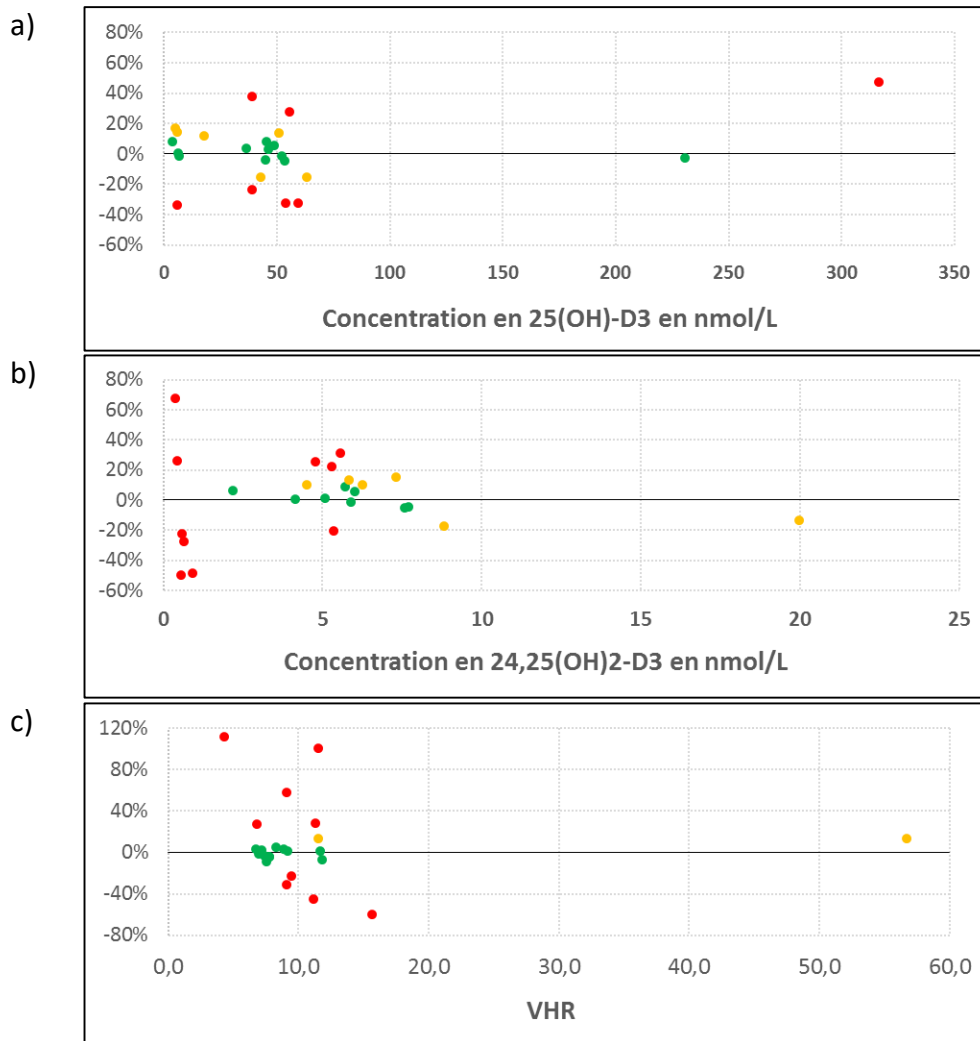 a)
80%
60%
40%
20%
0%
-20%
-40%
-60%
0 50 100 150 200 250 300 350
Concentration en 25(OH)-D3 en nmol/L
b)
80%
60%
40%
20%
0%
-20%
-40%
-60%
0 5 10 15 20 25
Concentration en 24,25(OH)2-D3 en nmol/L
c)
120%
80%
40%
0%
-40%
-80%
0,0 10,0 20,0 30,0 40,0 50,0 60,0
VHR